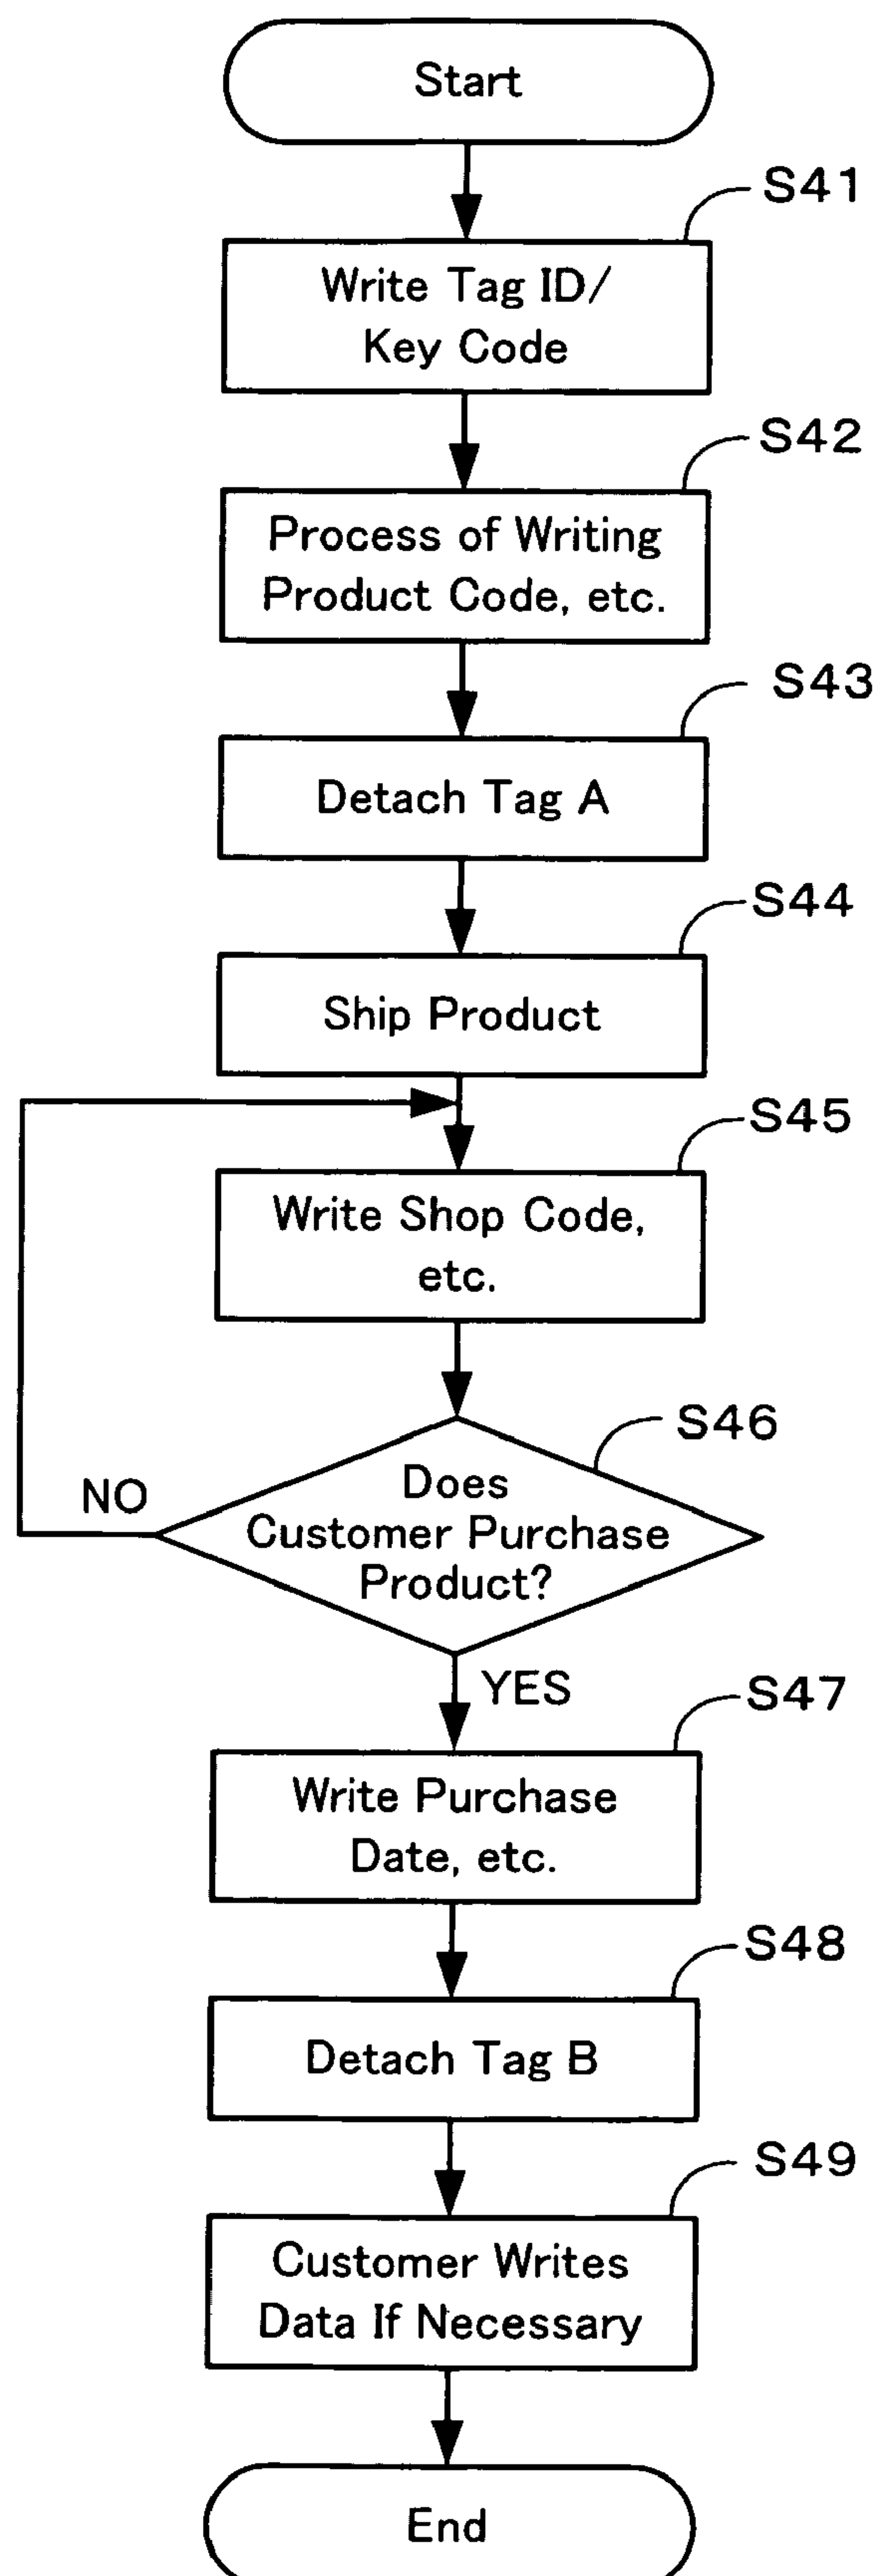 Start
S41
Write Tag ID/
Key Code
S42
Process of Writing
Product Code, etc.
S43
Detach Tag A
S44
Ship Product
S45
Write Shop Code,
etc.
S46
Does
Customer Purchase
Product?
NO
YES
S47
Write Purchase
Date, etc.
S48
Detach Tag B
S49
Customer Writes
Data If Necessary
End